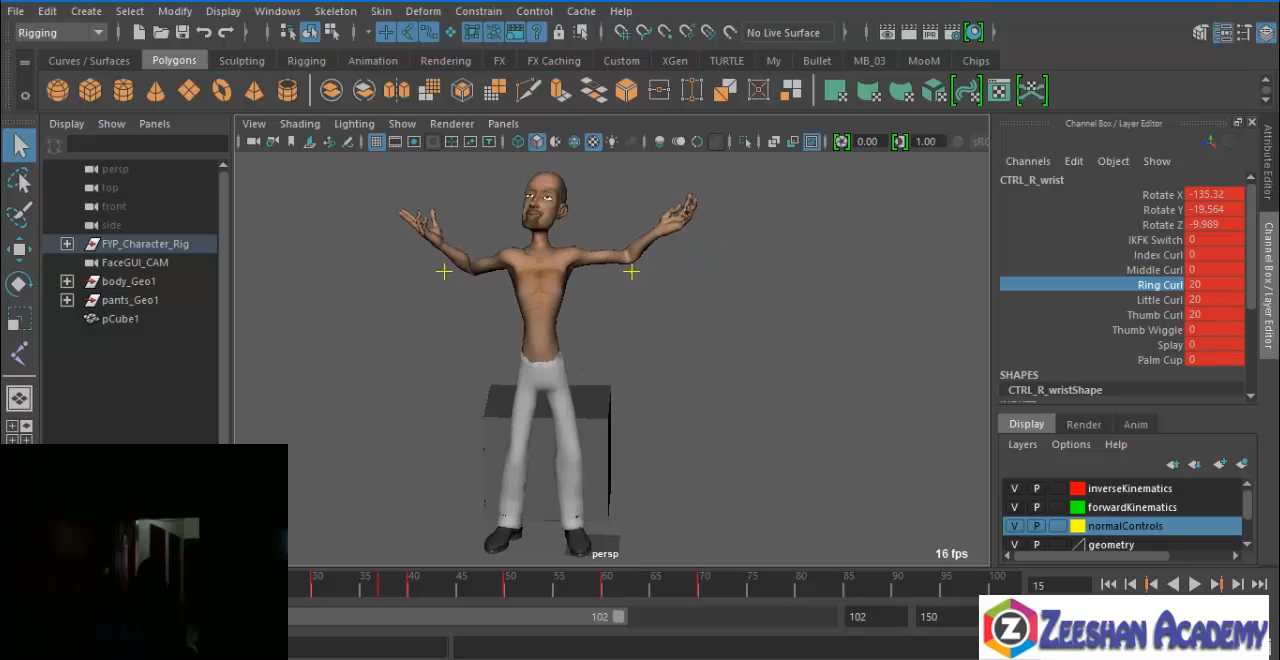 File Edit Create Select Modify Display Windows Skeleton Skin Deform Constrain Control Cache Help
Rigging No Live Surface
Curves / Surfaces Polygons Sculpting Rigging Animation Rendering FX FX Caching Custom XGen TURTLE My Bullet MB_03 MooM Chips
Display Show Panels
View Shading Lighting Show Renderer Panels
0.00 1.00
Channel Box / Layer Editor
Channels Edit Object Show
Attribute Editor
Channel Box / Layer Editor
persp
top
front
side
FYP_Character_Rig
FaceGUI_CAM
body_Geo1
pants_Geo1
pCube1
CTRL_R_wrist
Rotate X -135.32
Rotate Y -19.564
Rotate Z -9.989
IKFK Switch 0
Index Curl 0
Middle Curl 0
Ring Curl 20
Little Curl 20
Thumb Curl 20
Thumb Wiggle 0
Splay 0
Palm Cup 0
SHAPES
CTRL_R_wristShape
Display Render Anim
Layers Options Help
V P inverseKinematics
V P forwardKinematics
V P normalControls
V P geometry
persp
16 fps
30 35 40 45 50 55 60 65 70 75 80 85 90 95 100
15
102 102 150
Z ZEESHAN ACADEMY